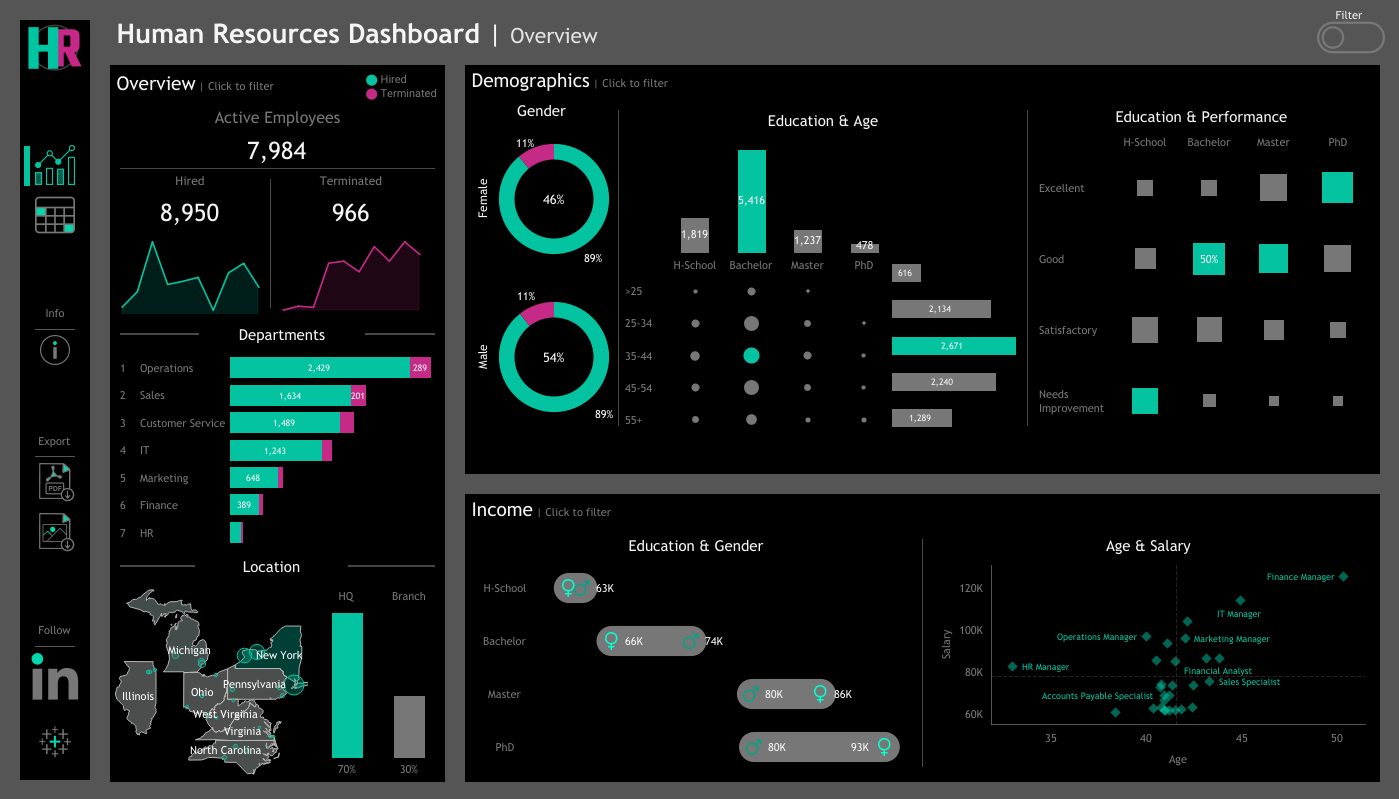 HR
Human Resources Dashboard | Overview
Filter
Overview | Click to filter
Hired
Terminated
Active Employees
7,984
Hired
Terminated
8,950
966
Departments
1 Operations 2,429 289
2 Sales 1,634 201
3 Customer Service 1,489
4 IT 1,243
5 Marketing 648
6 Finance 389
7 HR
Location
HQ Branch
Michigan
New York
Illinois
Ohio
Pennsylvania
West Virginia
Virginia
North Carolina
70% 30%
Info
Export
PDF
Follow
in
Demographics | Click to filter
Gender
Female
11%
46%
89%
Male
11%
54%
89%
Education & Age
1,819 5,416 1,237 478
H-School Bachelor Master PhD
>25 616
25-34 2,134
35-44 2,671
45-54 2,240
55+ 1,289
Education & Performance
H-School Bachelor Master PhD
Excellent
Good 50%
Satisfactory
Needs
Improvement
Income | Click to filter
Education & Gender
H-School 63K
Bachelor 66K 74K
Master 80K 86K
PhD 80K 93K
Age & Salary
Salary
120K
100K
80K
60K
Finance Manager
IT Manager
Operations Manager
Marketing Manager
HR Manager
Financial Analyst
Sales Specialist
Accounts Payable Specialist
35 40 45 50
Age